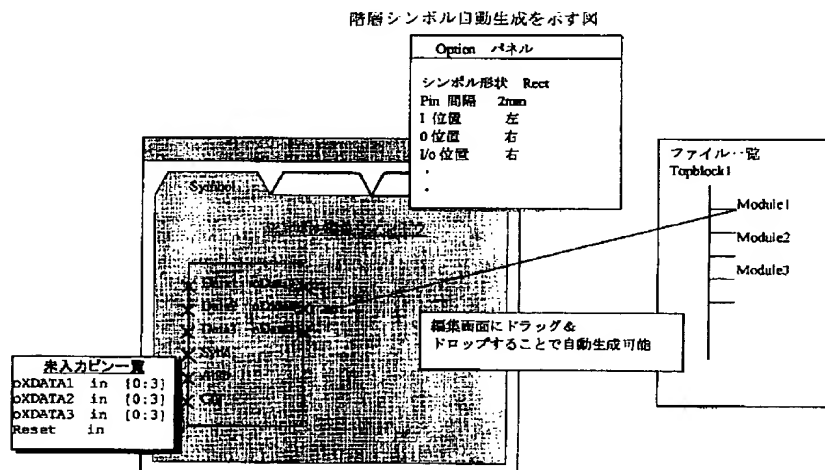 階層シンボル自動生成を示す図
Option パネル
シンボル形状 Rect
Pin 間隔 2mm
I 位置 左
O 位置 右
I/o 位置 右
・
・
Symbol
ファイル一覧
Topblock1
Module1
Module2
Module3
Data3
編集画面にドラッグ&
ドロップすることで自動生成可能
未入力ピン一覧
oXDATA1 in [0:3]
oXDATA2 in [0:3]
oXDATA3 in [0:3]
Reset in